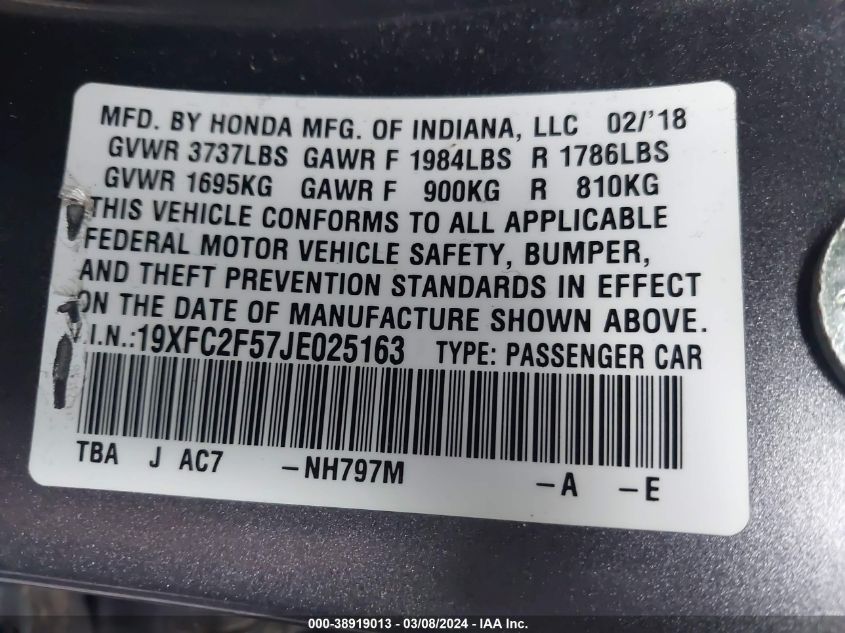 MFD. BY HONDA MFG. OF INDIANA, LLC 02/'18
GVWR 3737LBS GAWR F 1984LBS R 1786LBS
GVWR 1695KG GAWR F 900KG R 810KG
THIS VEHICLE CONFORMS TO ALL APPLICABLE
FEDERAL MOTOR VEHICLE SAFETY, BUMPER,
AND THEFT PREVENTION STANDARDS IN EFFECT
ON THE DATE OF MANUFACTURE SHOWN ABOVE.
.I.N.:19XFC2F57JE025163 TYPE: PASSENGER CAR
TBA J AC7 -NH797M -A -E
000-38919013 - 03/08/2024 - IAA Inc.